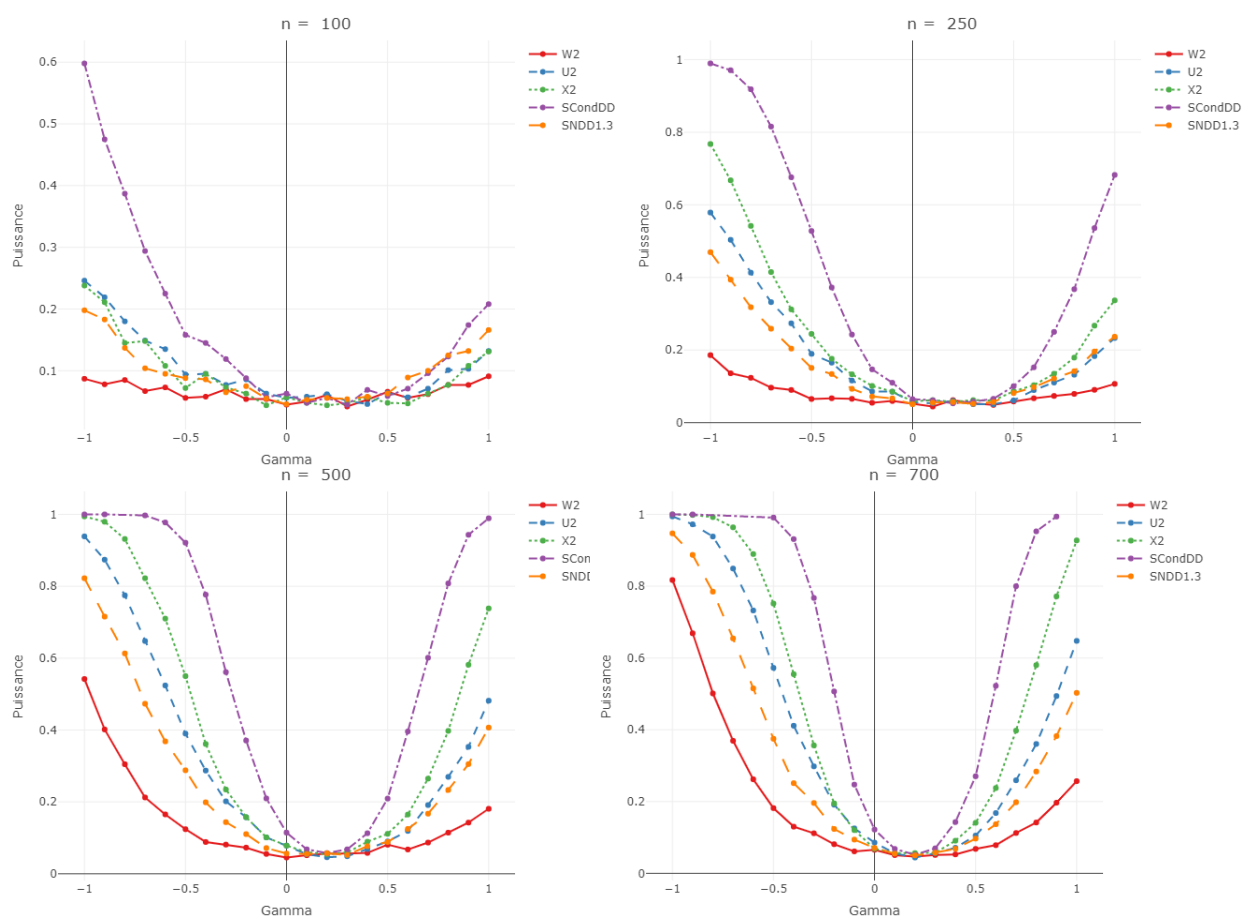 n = 100
W2
U2
X2
SCondDD
SNDD1.3
Puissance
0.6
0.5
0.4
0.3
0.2
0.1
−1
−0.5
0
0.5
1
Gamma
n = 250
W2
U2
X2
SCondDD
SNDD1.3
Puissance
1
0.8
0.6
0.4
0.2
0
−1
−0.5
0
0.5
1
Gamma
n = 500
W2
U2
X2
SCon
SNDI
Puissance
1
0.8
0.6
0.4
0.2
0
−1
−0.5
0
0.5
1
Gamma
n = 700
W2
U2
X2
SCondDD
SNDD1.3
Puissance
1
0.8
0.6
0.4
0.2
0
−1
−0.5
0
0.5
1
Gamma